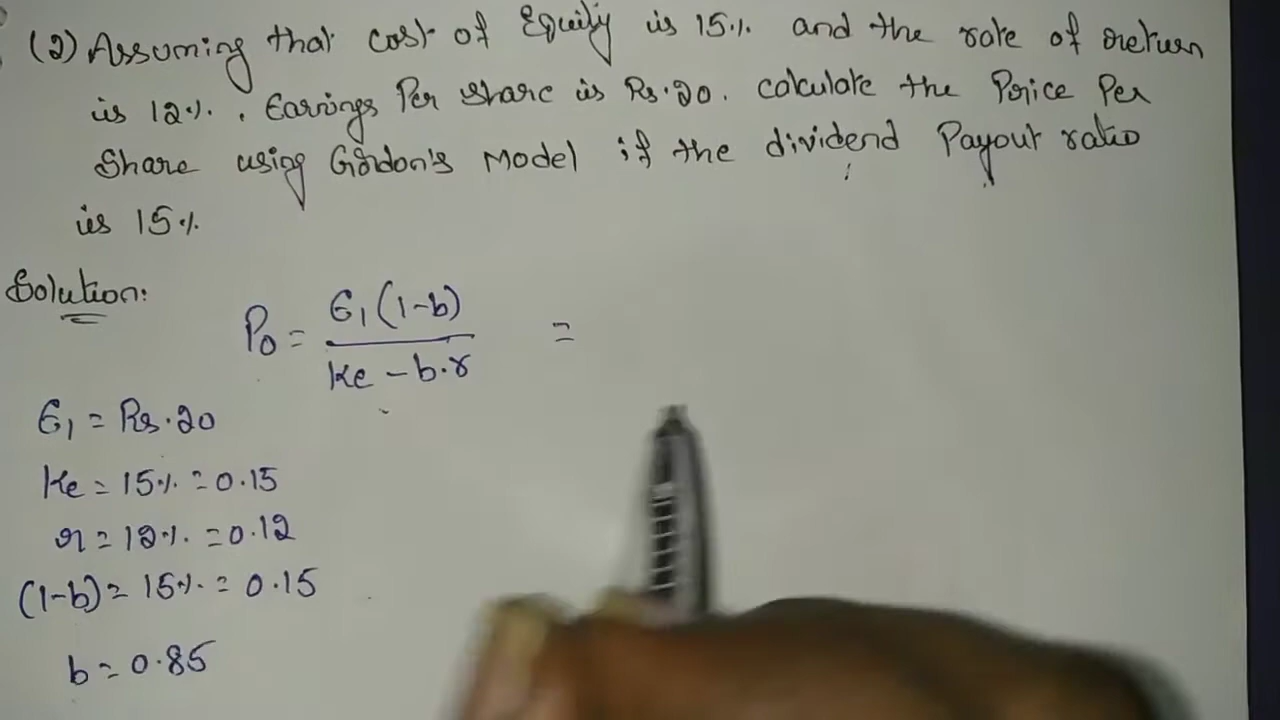 (2) Assuming that cost of Equity is 15%. and the rate of return
is 12%. . Earnings Per share is Rs.20. calculate the Price Per
Share using Gordon's Model if the dividend Payout ratio
is 15%
Solution:
P0 = E1(1-b) / Ke - b.r =
E1 = Rs.20
Ke = 15% = 0.15
r = 12% = 0.12
(1-b) = 15% = 0.15
b = 0.85